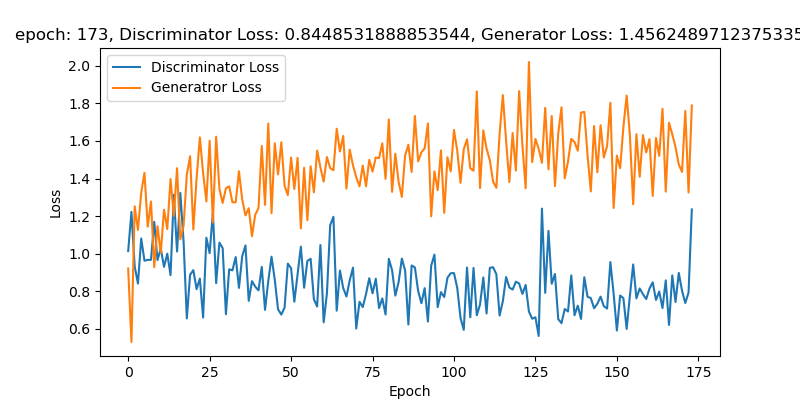 epoch: 173, Discriminator Loss: 0.8448531888853544, Generator Loss: 1.4562489712375335
Discriminator Loss
Generatror Loss
2.0
1.8
1.6
1.4
1.2
1.0
0.8
0.6
Loss
0 25 50 75 100 125 150 175
Epoch